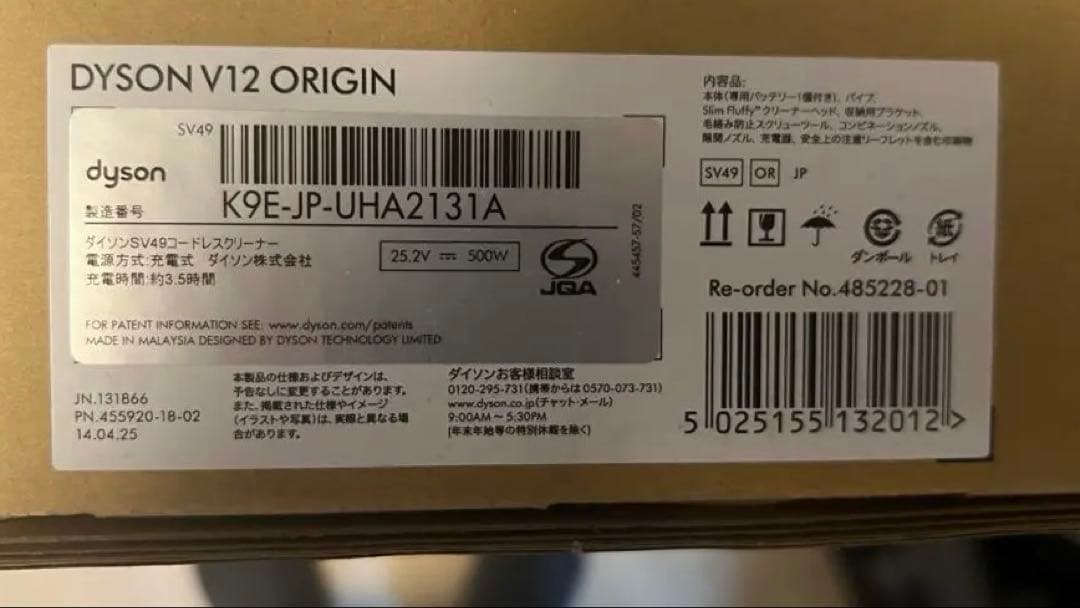 DYSON V12 ORIGIN
SV49
dyson
製造番号
K9E-JP-UHA2131A
ダイソンSV49コードレスクリーナー
電源方式:充電式 ダイソン株式会社
充電時間:約3.5時間
25.2V ⎓ 500W
JQA
445457-57/02
FOR PATENT INFORMATION SEE: www.dyson.com/patents
MADE IN MALAYSIA DESIGNED BY DYSON TECHNOLOGY LIMITED
JN.131866
PN.455920-18-02
14.04.25
本製品の仕様およびデザインは、
予告なしに変更することがあります。
また、掲載された仕様やイメージ
(イラストや写真)は、実際と異なる場
合があります。
ダイソンお客様相談室
0120-295-731(携帯からは0570-073-731)
www.dyson.co.jp(チャット・メール)
9:00AM~5:30PM
(年末年始等の特別休暇を除く)
内容品:
本体(専用バッテリー1個付き)、パイプ、
Slim Fluffy™クリーナーヘッド、収納用ブラケット、
毛絡み防止スクリューツール、コンビネーションノズル、
隙間ノズル、充電器、安全上の注意リーフレットを含む印刷物
SV49 OR JP
紙
ダンボール トレイ
Re-order No.485228-01
5 025155 132012 >